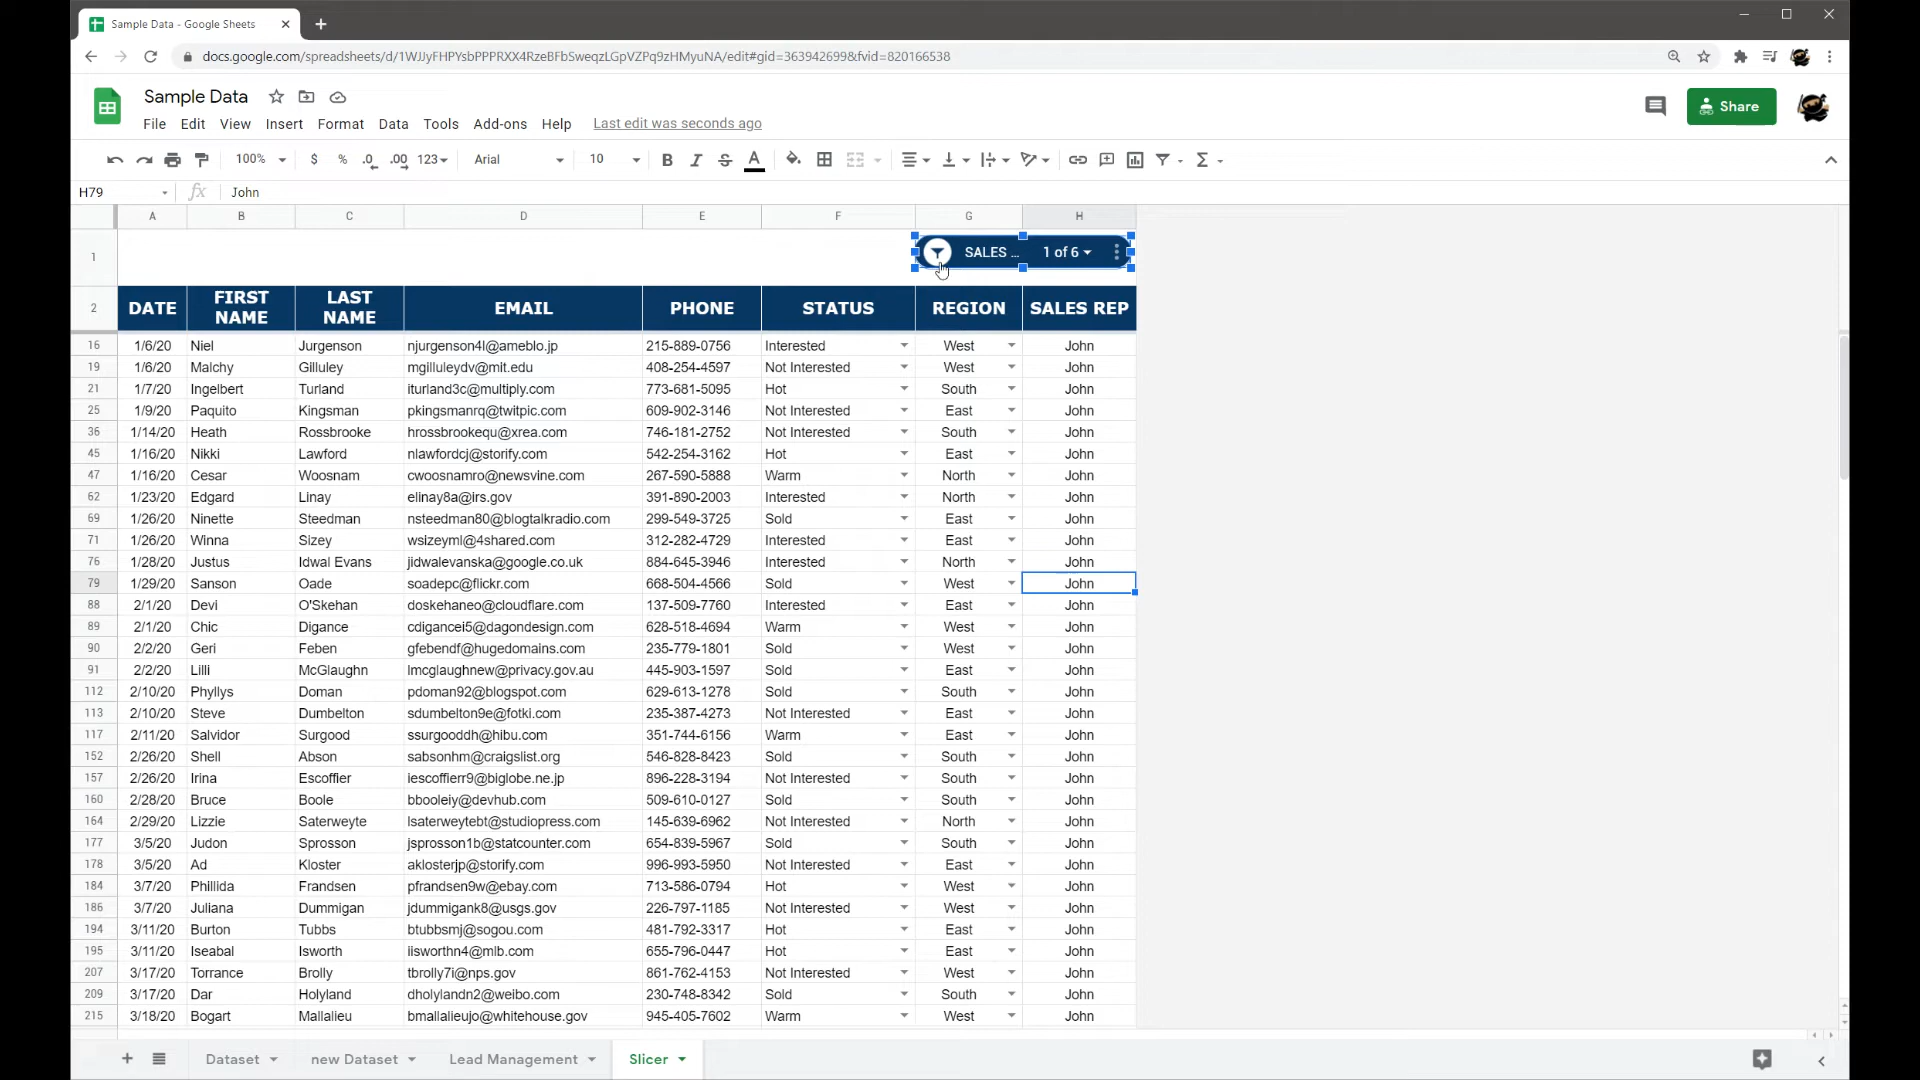 Sample Data - Google Sheets
docs.google.com/spreadsheets/d/1WJJyFHPYsbPPPRXX4RzeBFbSweqzLGpVZPq9zHMyuNA/edit#gid=363942699&fvid=820166538
Sample Data
Share
File Edit View Insert Format Data Tools Add-ons Help Last edit was seconds ago
100% $ % .0 .00 123 Arial 10 B I S A Σ
H79 fx John
A B C D E F G H
1 SALES ... 1 of 6
2 DATE FIRST NAME LAST NAME EMAIL PHONE STATUS REGION SALES REP
16 1/6/20 Niel Jurgenson njurgenson4l@ameblo.jp 215-889-0756 Interested West John
19 1/6/20 Malchy Gilluley mgilluleydv@mit.edu 408-254-4597 Not Interested West John
21 1/7/20 Ingelbert Turland iturland3c@multiply.com 773-681-5095 Hot South John
25 1/9/20 Paquito Kingsman pkingsmanrq@twitpic.com 609-902-3146 Not Interested East John
36 1/14/20 Heath Rossbrooke hrossbrookequ@xrea.com 746-181-2752 Not Interested South John
45 1/16/20 Nikki Lawford nlawfordcj@storify.com 542-254-3162 Hot East John
47 1/16/20 Cesar Woosnam cwoosnamro@newsvine.com 267-590-5888 Warm North John
62 1/23/20 Edgard Linay elinay8a@irs.gov 391-890-2003 Interested North John
69 1/26/20 Ninette Steedman nsteedman80@blogtalkradio.com 299-549-3725 Sold East John
71 1/26/20 Winna Sizey wsizeyml@4shared.com 312-282-4729 Interested East John
76 1/28/20 Justus Idwal Evans jidwalevanska@google.co.uk 884-645-3946 Interested North John
79 1/29/20 Sanson Oade soadepc@flickr.com 668-504-4566 Sold West John
88 2/1/20 Devi O'Skehan doskehaneo@cloudflare.com 137-509-7760 Interested East John
89 2/1/20 Chic Digance cdigancei5@dagondesign.com 628-518-4694 Warm West John
90 2/2/20 Geri Feben gfebendf@hugedomains.com 235-779-1801 Sold West John
91 2/2/20 Lilli McGlaughn lmcglaughnew@privacy.gov.au 445-903-1597 Sold East John
112 2/10/20 Phyllys Doman pdoman92@blogspot.com 629-613-1278 Sold South John
113 2/10/20 Steve Dumbelton sdumbelton9e@fotki.com 235-387-4273 Not Interested East John
117 2/11/20 Salvidor Surgood ssurgooddh@hibu.com 351-744-6156 Warm East John
152 2/26/20 Shell Abson sabsonhm@craigslist.org 546-828-8423 Sold South John
157 2/26/20 Irina Escoffier iescoffierr9@biglobe.ne.jp 896-228-3194 Not Interested South John
160 2/28/20 Bruce Boole bbooleiy@devhub.com 509-610-0127 Sold South John
164 2/29/20 Lizzie Saterweyte lsaterweytebt@studiopress.com 145-639-6962 Not Interested North John
177 3/5/20 Judon Sprosson jsprosson1b@statcounter.com 654-839-5967 Sold South John
178 3/5/20 Ad Kloster aklosterjp@storify.com 996-993-5950 Not Interested East John
184 3/7/20 Phillida Frandsen pfrandsen9w@ebay.com 713-586-0794 Hot West John
186 3/7/20 Juliana Dummigan jdummigank8@usgs.gov 226-797-1185 Not Interested West John
194 3/11/20 Burton Tubbs btubbsmj@sogou.com 481-792-3317 Hot East John
195 3/11/20 Iseabal Isworth iisworthn4@mlb.com 655-796-0447 Hot East John
207 3/17/20 Torrance Brolly tbrolly7i@nps.gov 861-762-4153 Not Interested West John
209 3/17/20 Dar Holyland dholylandn2@weibo.com 230-748-8342 Sold South John
215 3/18/20 Bogart Mallalieu bmallalieujo@whitehouse.gov 945-405-7602 Warm West John
Dataset new Dataset Lead Management Slicer